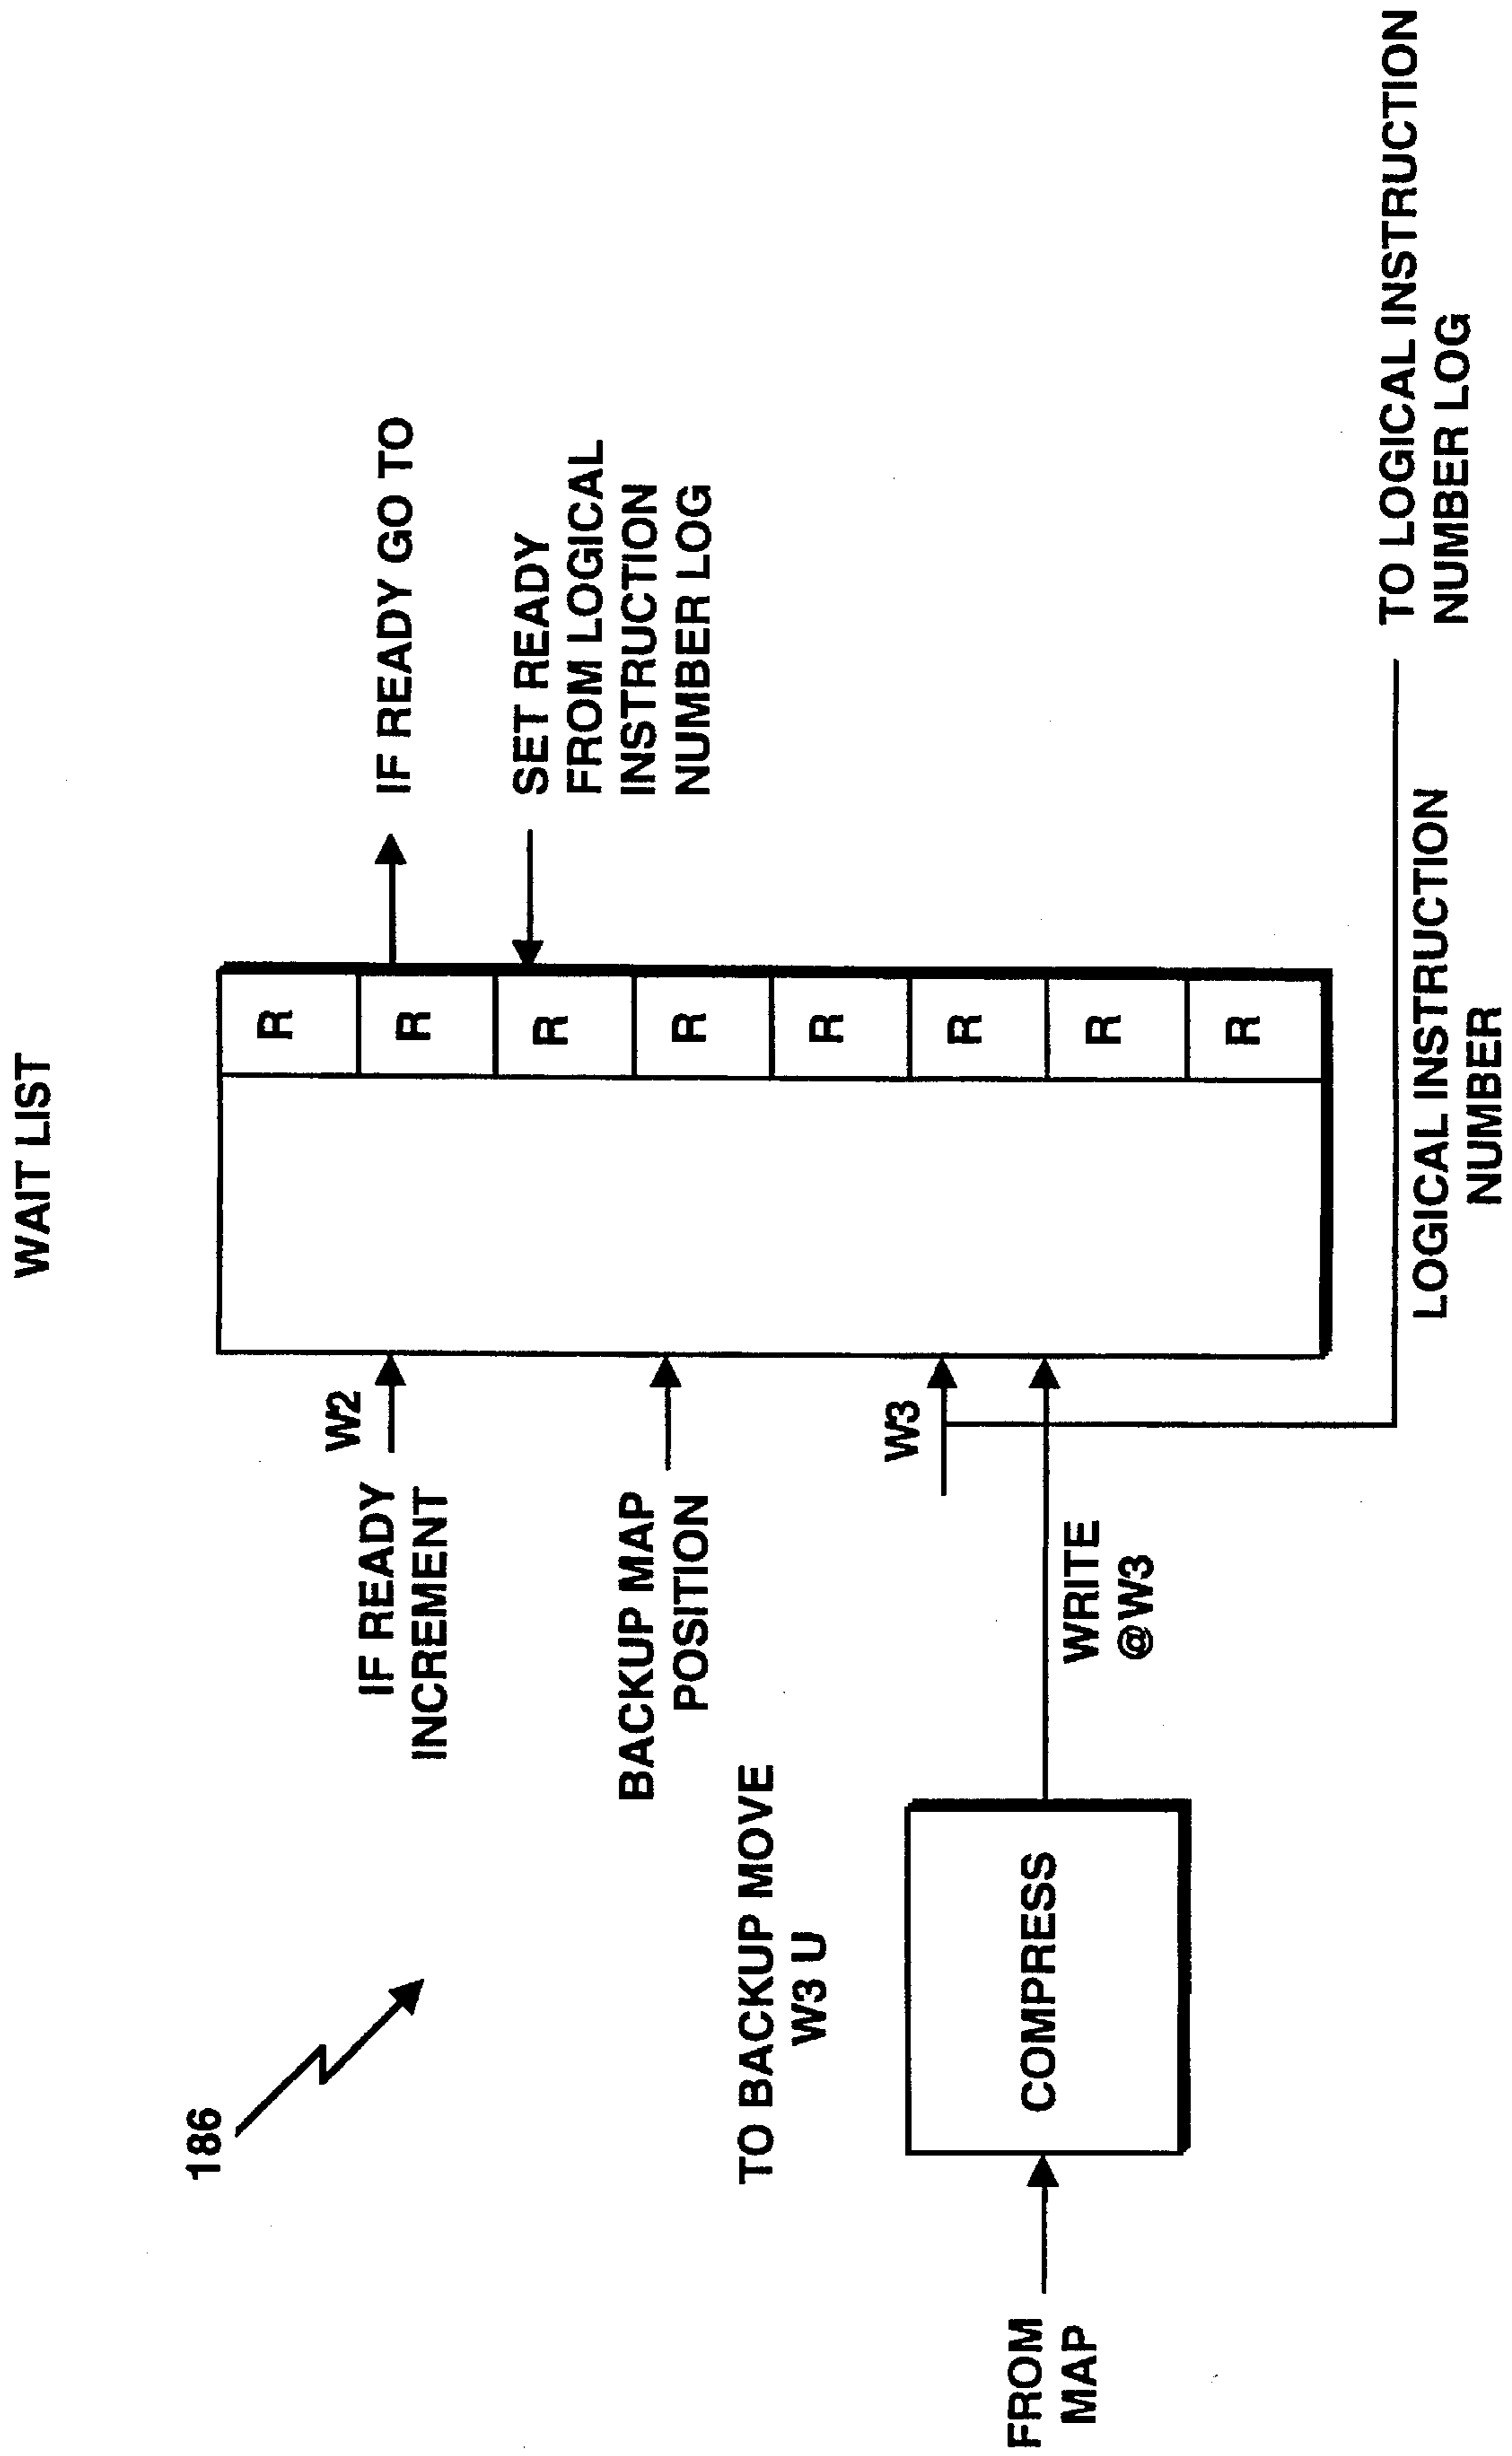 WAIT LIST
186
W2
IF READY
INCREMENT
IF READY GO TO
R
R
R
R
R
R
R
R
SET READY
FROM LOGICAL
INSTRUCTION
NUMBER LOG
BACKUP MAP
POSITION
TO BACKUP MOVE
W3 U
W3
FROM
MAP
COMPRESS
WRITE
@W3
LOGICAL INSTRUCTION
NUMBER
TO LOGICAL INSTRUCTION
NUMBER LOG